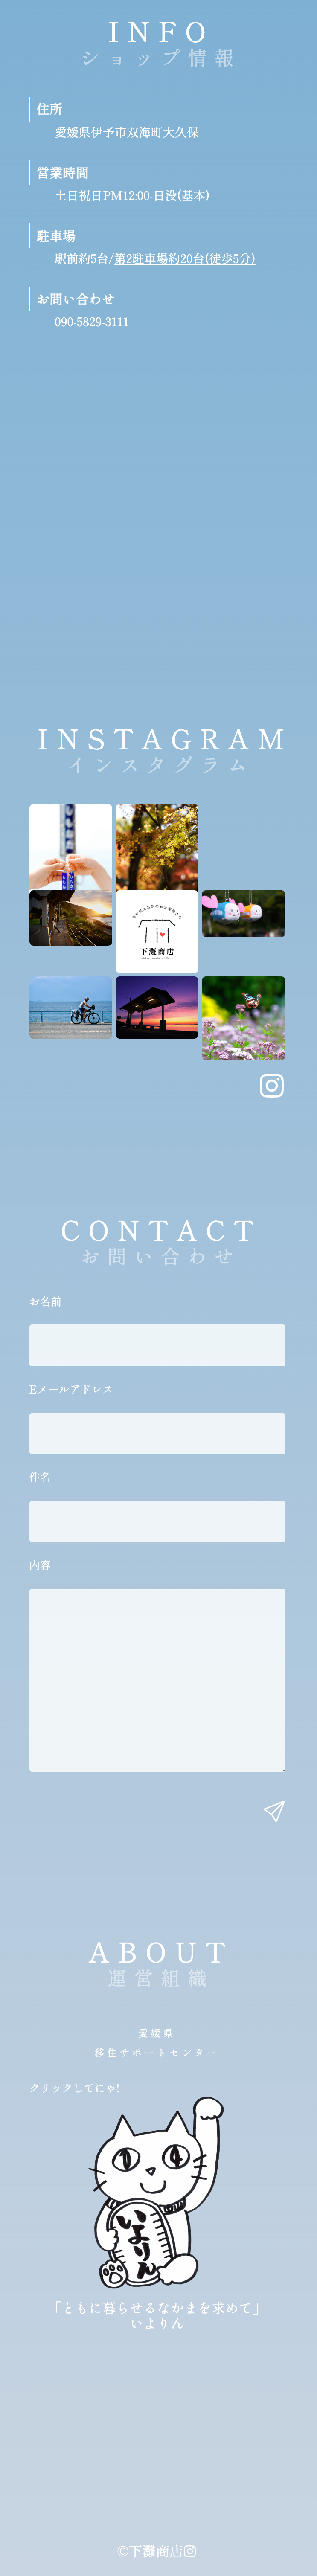 INFO
ショップ情報
住所
愛媛県伊予市双海町大久保
営業時間
土日祝日PM12:00-日没(基本)
駐車場
駅前約5台/第2駐車場約20台(徒歩5分)
お問い合わせ
090-5829-3111
INSTAGRAM
インスタグラム
下灘商店
CONTACT
お問い合わせ
お名前
Eメールアドレス
件名
内容
ABOUT
運営組織
愛媛県
移住サポートセンター
クリックしてにゃ!
いよりん
「ともに暮らせるなかまを求めて」
いよりん
©下灘商店